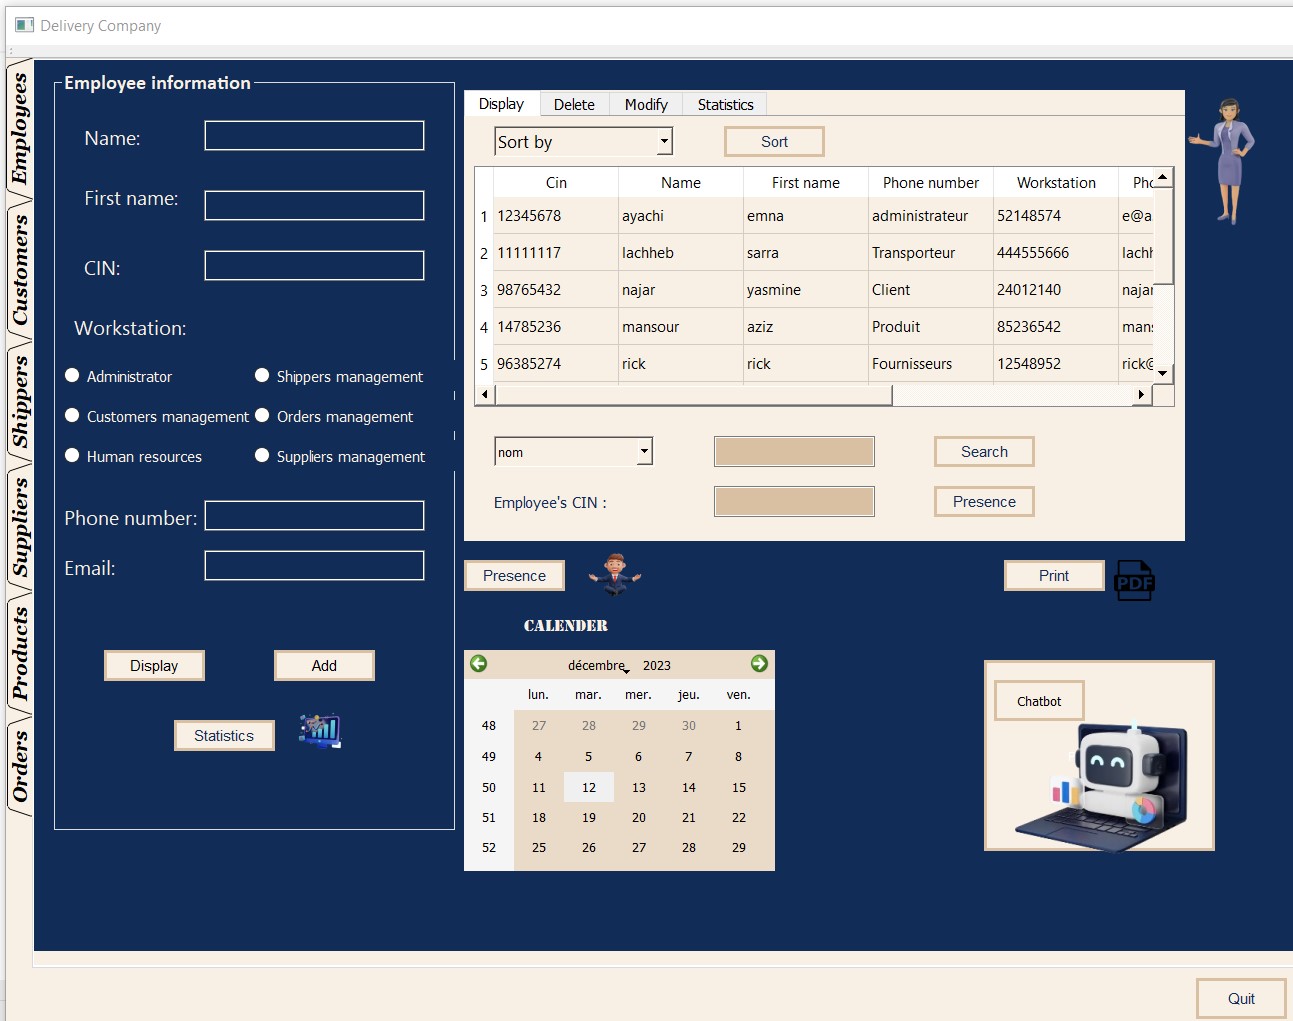 Delivery Company
Employees
Customers
Shippers
Suppliers
Products
Orders
Employee information
Name:
First name:
CIN:
Workstation:
Administrator Shippers management
Customers management Orders management
Human resources Suppliers management
Phone number:
Email:
Display Add
Statistics
Display Delete Modify Statistics
Sort by Sort
Cin Name First name Phone number Workstation Pho
1 12345678 ayachi emna administrateur 52148574 e@a
2 11111117 lachheb sarra Transporteur 444555666 lachh
3 98765432 najar yasmine Client 24012140 najar
4 14785236 mansour aziz Produit 85236542 mans
5 96385274 rick rick Fournisseurs 12548952 rick@
nom Search
Employee's CIN : Presence
Presence Print PDF
CALENDER
décembre 2023
lun. mar. mer. jeu. ven.
48 27 28 29 30 1
49 4 5 6 7 8
50 11 12 13 14 15
51 18 19 20 21 22
52 25 26 27 28 29
Chatbot
Quit